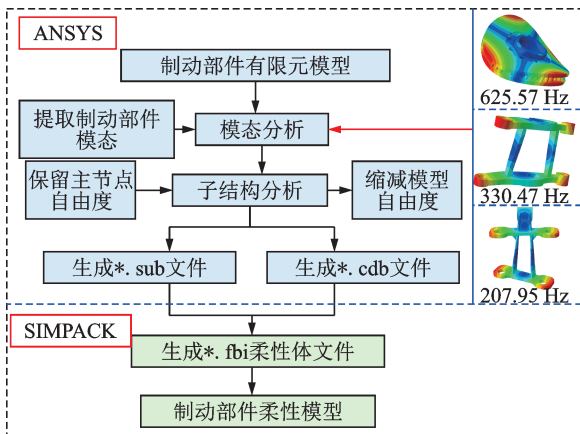 ANSYS
制动部件有限元模型
提取制动部件
模态
模态分析
保留主节点
自由度
子结构分析
缩减模型
自由度
生成*. sub文件
生成*. cdb文件
625.57 Hz
330.47 Hz
207.95 Hz
SIMPACK
生成*. fbi柔性体文件
制动部件柔性模型